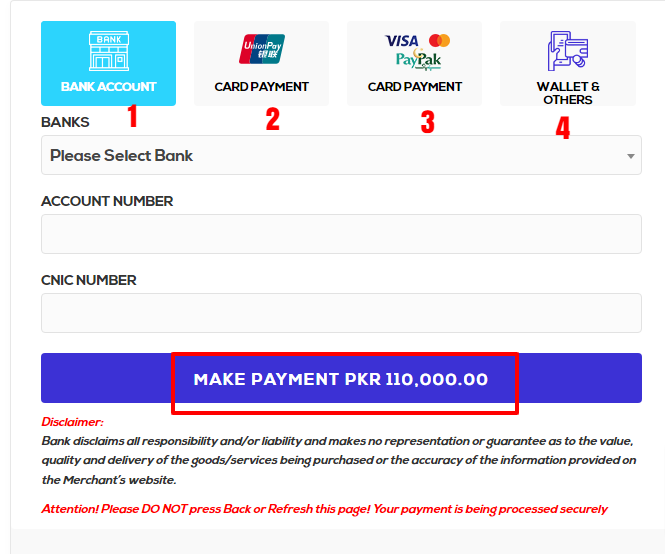 BANK
UnionPay
银联
VISA
PayPak
BANK ACCOUNT
CARD PAYMENT
CARD PAYMENT
WALLET &
OTHERS
1
2
3
4
BANKS
Please Select Bank
ACCOUNT NUMBER
CNIC NUMBER
MAKE PAYMENT PKR 110,000.00
Disclaimer:
Bank disclaims all responsibility and/or liability and makes no representation or guarantee as to the value,
quality and delivery of the goods/services being purchased or the accuracy of the information provided on
the Merchant's website.
Attention! Please DO NOT press Back or Refresh this page! Your payment is being processed securely